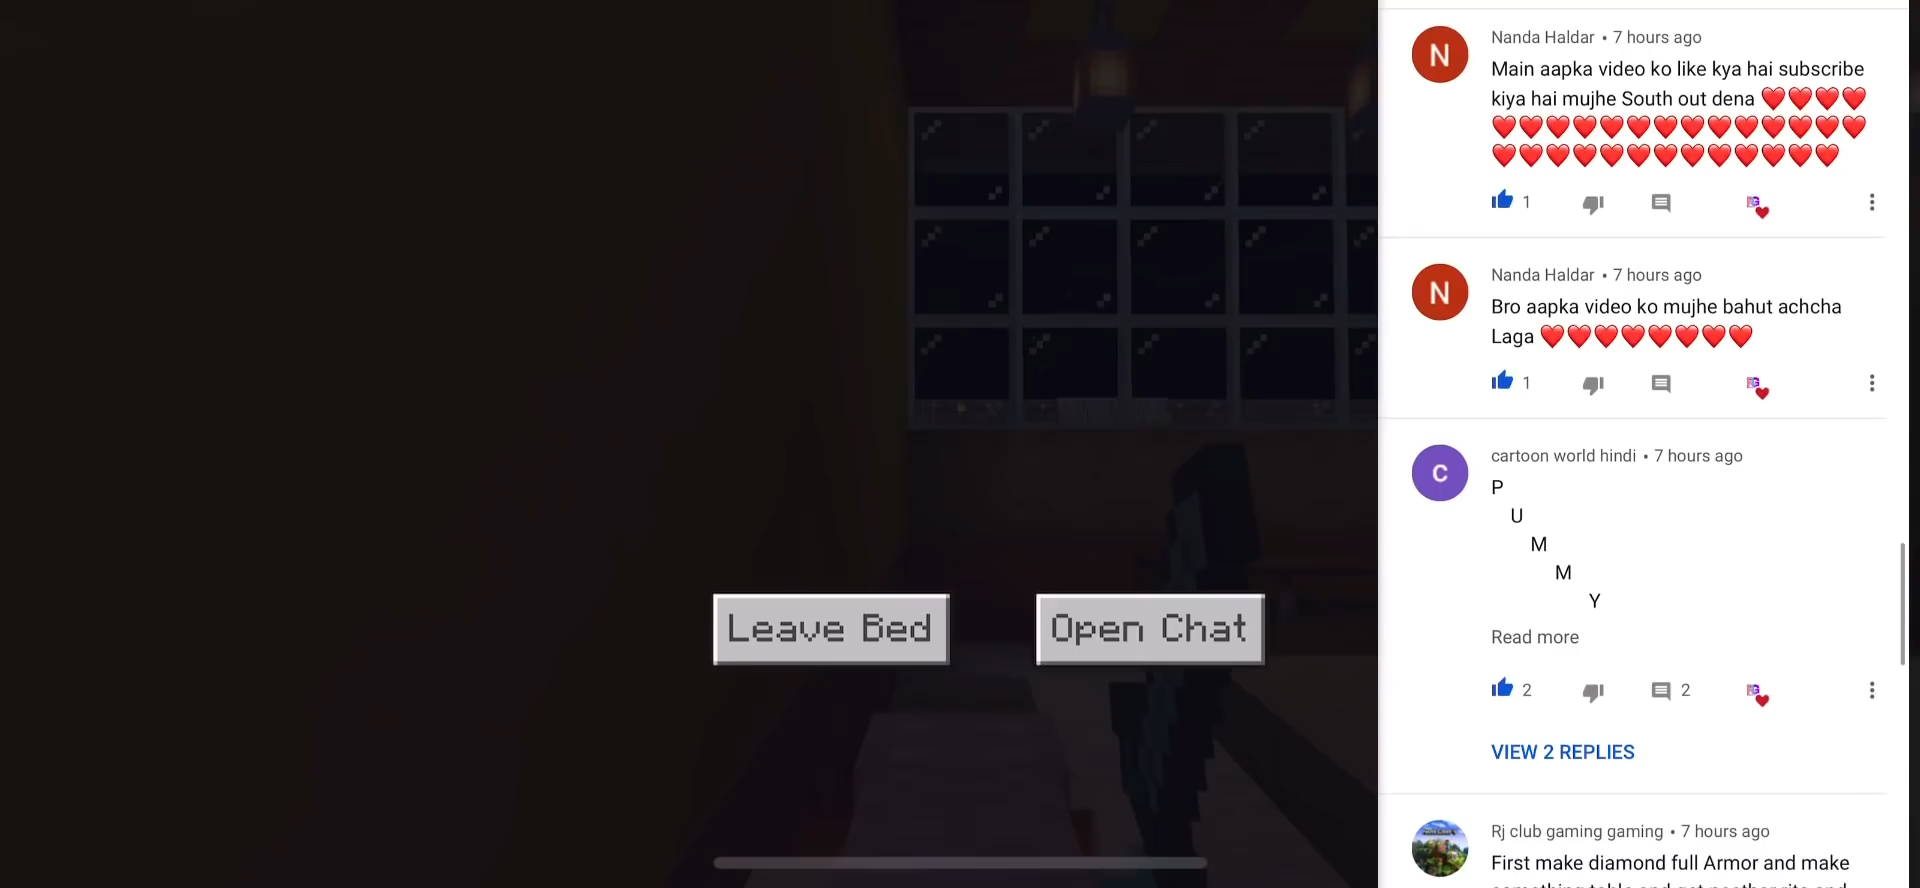 Leave Bed
Open Chat
N
Nanda Haldar • 7 hours ago
Main aapka video ko like kya hai subscribe
kiya hai mujhe South out dena ❤️❤️❤️❤️
❤️❤️❤️❤️❤️❤️❤️❤️❤️❤️❤️❤️❤️❤️
❤️❤️❤️❤️❤️❤️❤️❤️❤️❤️❤️❤️❤️
1
N
Nanda Haldar • 7 hours ago
Bro aapka video ko mujhe bahut achcha
Laga ❤️❤️❤️❤️❤️❤️❤️❤️
1
C
cartoon world hindi • 7 hours ago
P
U
M
M
Y
Read more
2 2
VIEW 2 REPLIES
Rj club gaming gaming • 7 hours ago
First make diamond full Armor and make